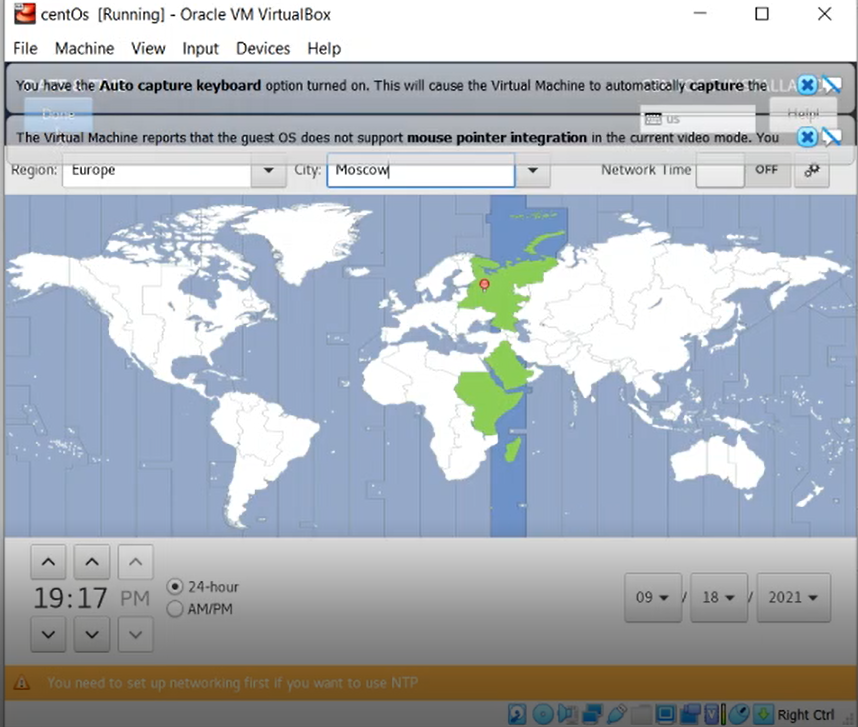 centOs [Running] - Oracle VM VirtualBox
File Machine View Input Devices Help
You have the Auto capture keyboard option turned on. This will cause the Virtual Machine to automatically capture the
Done
us
Help!
The Virtual Machine reports that the guest OS does not support mouse pointer integration in the current video mode. You
Region: Europe City: Moscow Network Time OFF
19:17 PM
24-hour
AM/PM
09 / 18 / 2021
You need to set up networking first if you want to use NTP
Right Ctrl